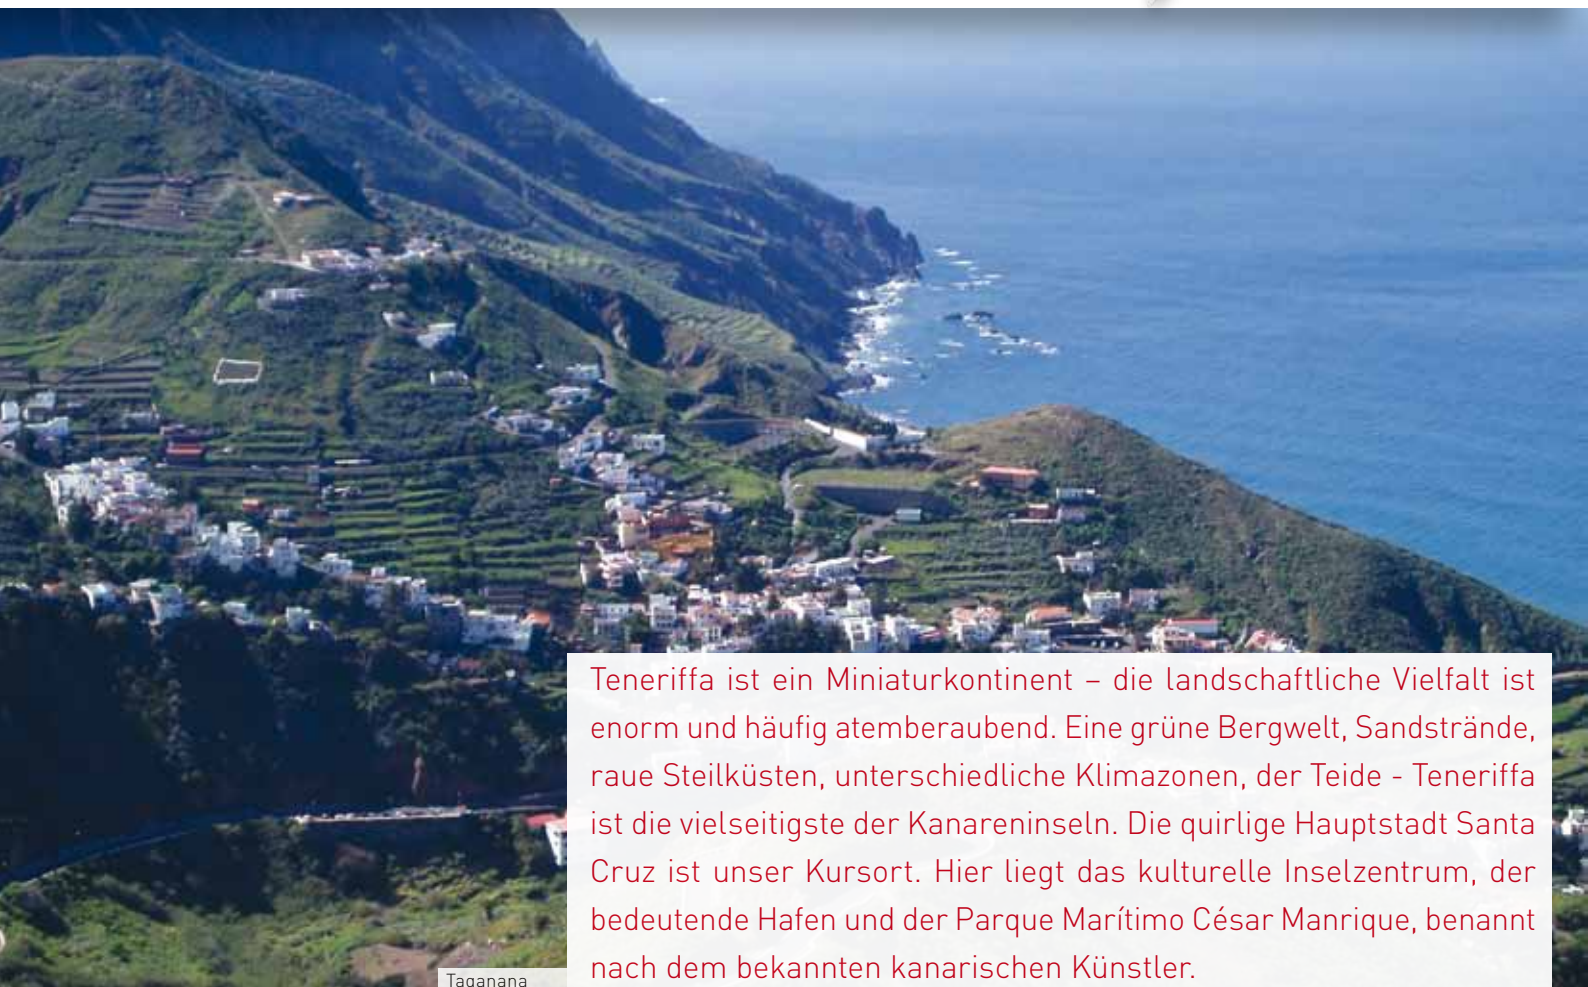 Teneriffa ist ein Miniaturkontinent – die landschaftliche Vielfalt ist
enorm und häufig atemberaubend. Eine grüne Bergwelt, Sandstrände,
raue Steilküsten, unterschiedliche Klimazonen, der Teide - Teneriffa
ist die vielseitigste der Kanareninseln. Die quirlige Hauptstadt Santa
Cruz ist unser Kursort. Hier liegt das kulturelle Inselzentrum, der
bedeutende Hafen und der Parque Marítimo César Manrique, benannt
nach dem bekannten kanarischen Künstler.
Taganana